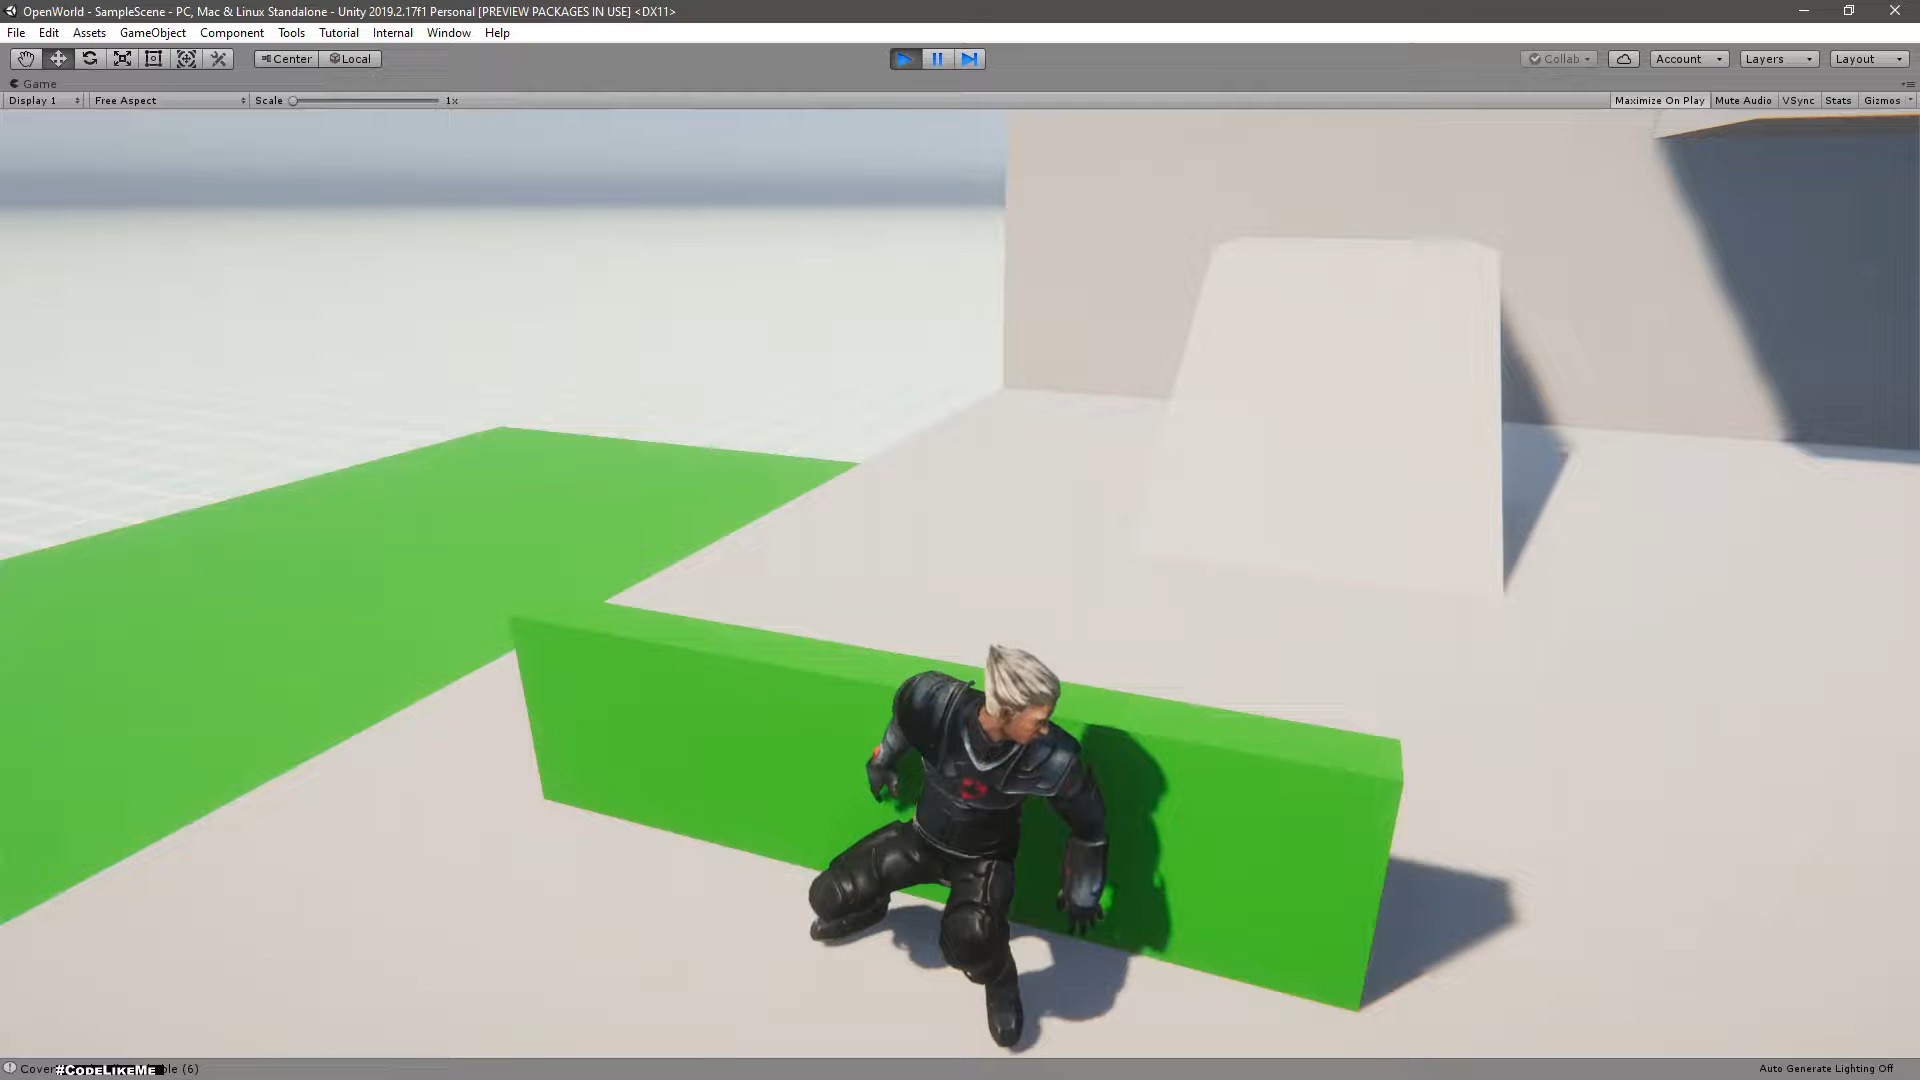 OpenWorld - SampleScene - PC, Mac & Linux Standalone - Unity 2019.2.17f1 Personal [PREVIEW PACKAGES IN USE] <DX11>
File Edit Assets GameObject Component Tools Tutorial Internal Window Help
Center Local Collab Account Layers Layout
Game
Display 1 Free Aspect Scale 1x Maximize On Play Mute Audio VSync Stats Gizmos
Cover #CodeLikeMe (6) Auto Generate Lighting Off